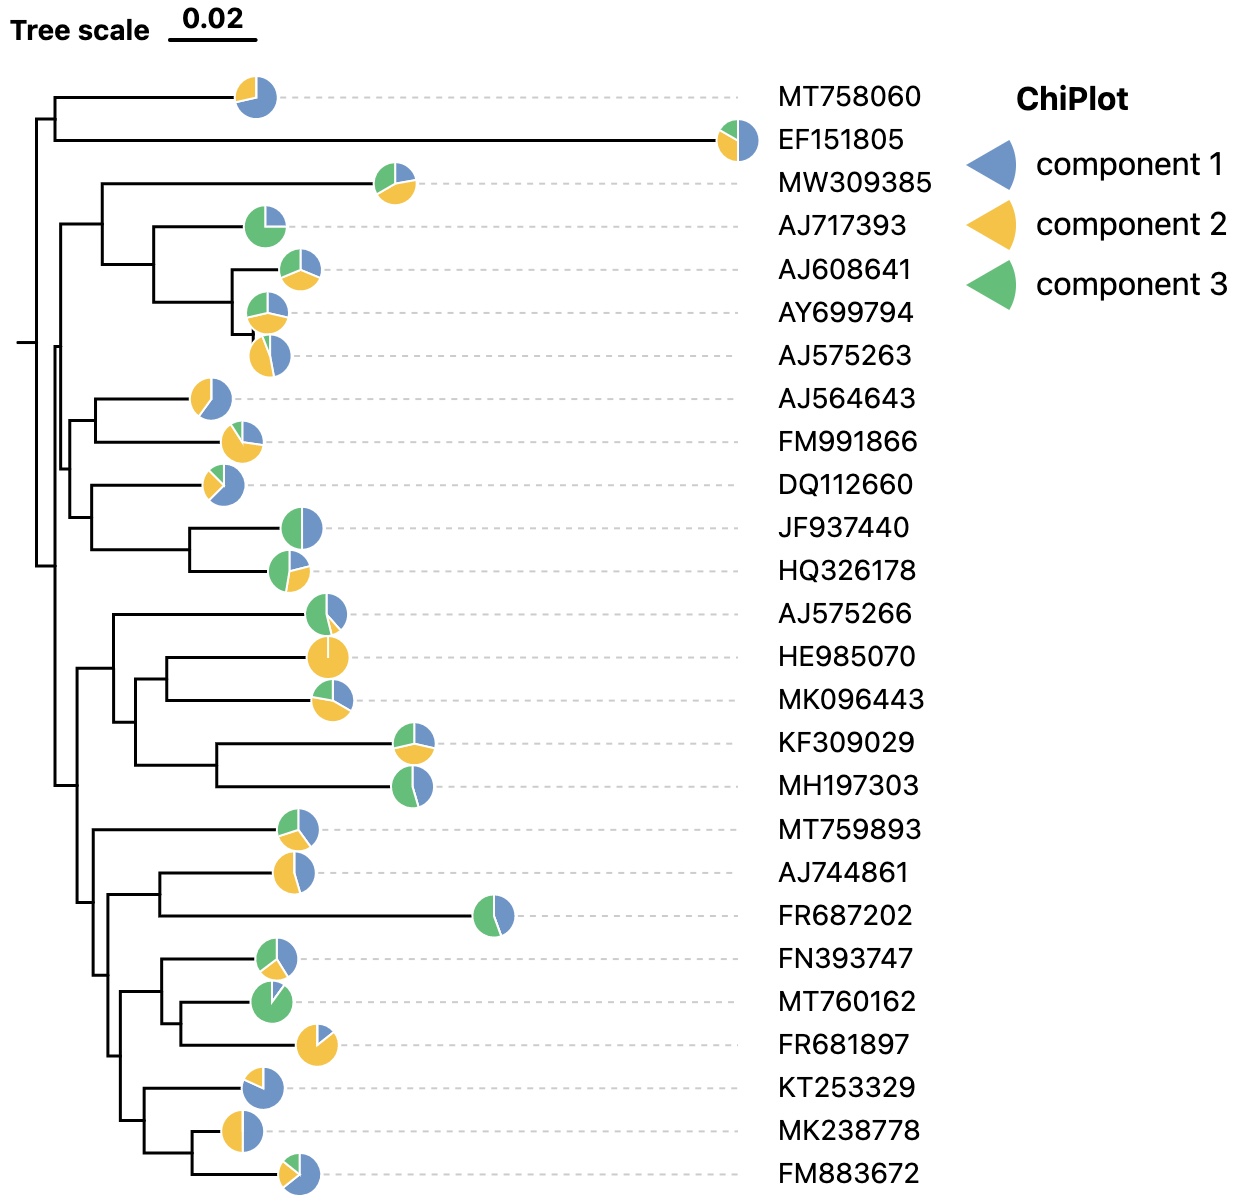 Tree scale 0.02
MT758060
EF151805
MW309385
AJ717393
AJ608641
AY699794
AJ575263
AJ564643
FM991866
DQ112660
JF937440
HQ326178
AJ575266
HE985070
MK096443
KF309029
MH197303
MT759893
AJ744861
FR687202
FN393747
MT760162
FR681897
KT253329
MK238778
FM883672
ChiPlot
component 1
component 2
component 3